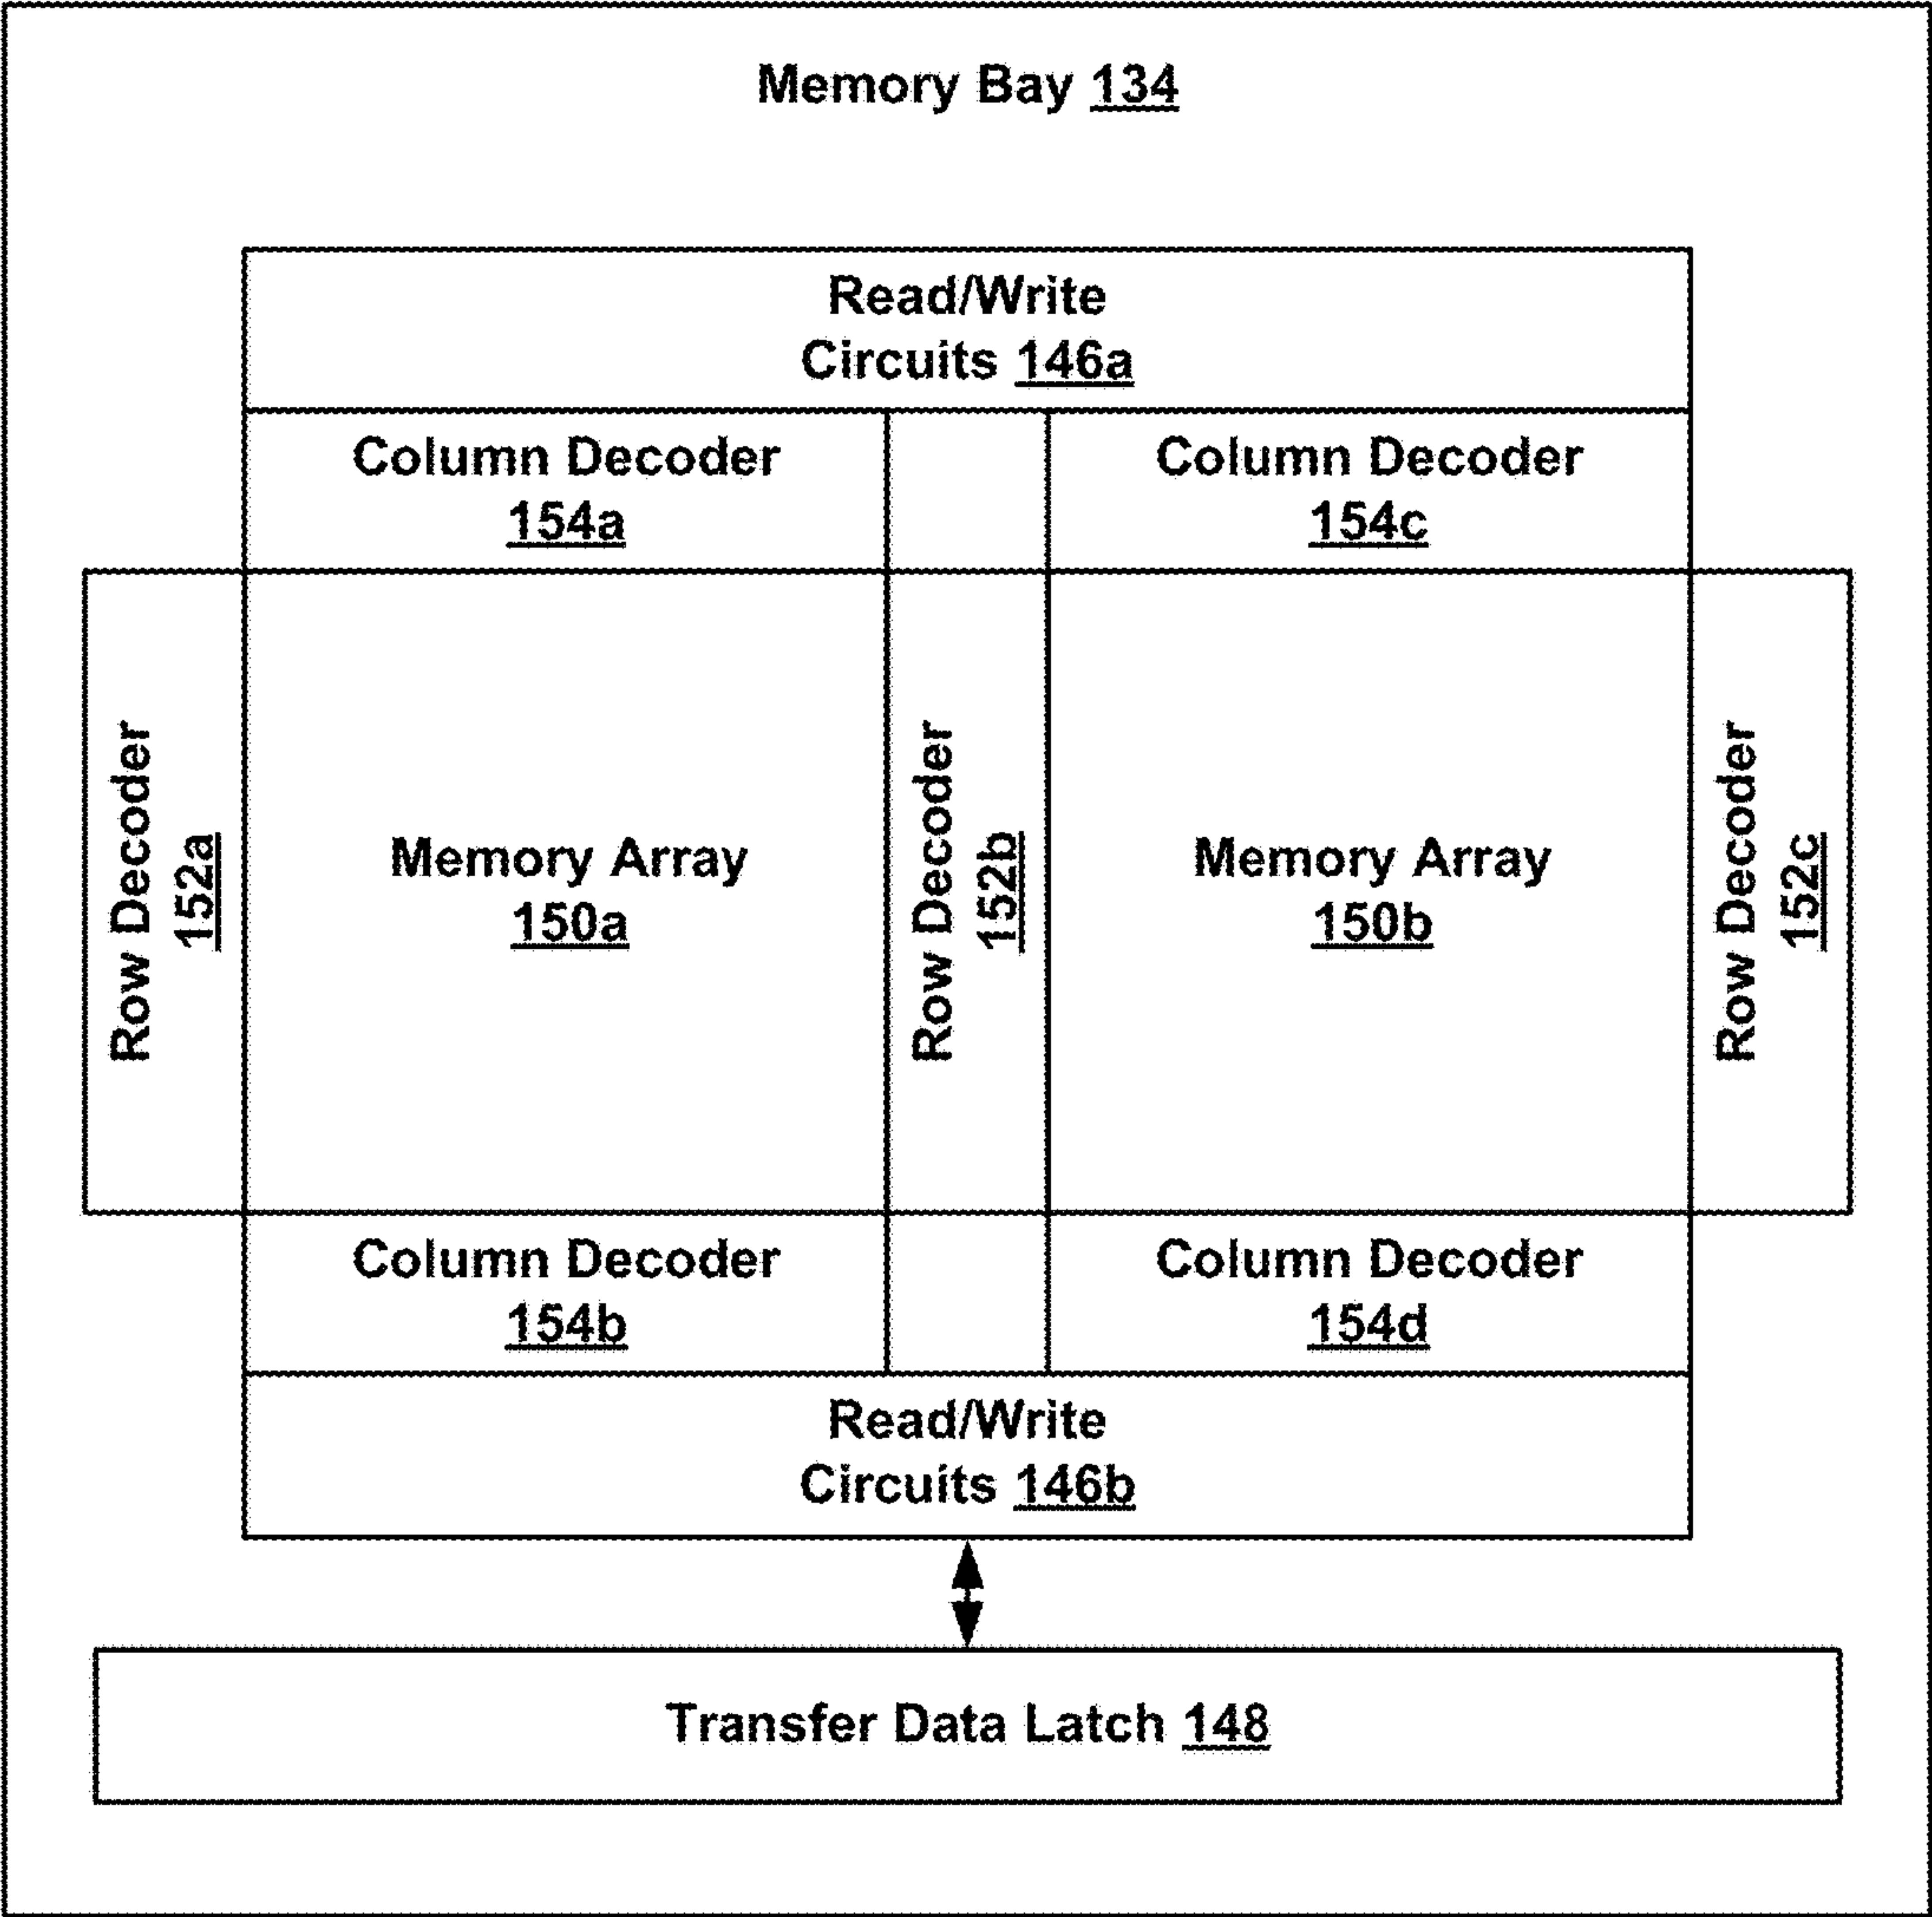 Memory Bay 134
Read/Write
Circuits 146a
Column Decoder
154a
Column Decoder
154c
Row Decoder
152a
Memory Array
150a
Row Decoder
152b
Memory Array
150b
Row Decoder
152c
Column Decoder
154b
Column Decoder
154d
Read/Write
Circuits 146b
Transfer Data Latch 148